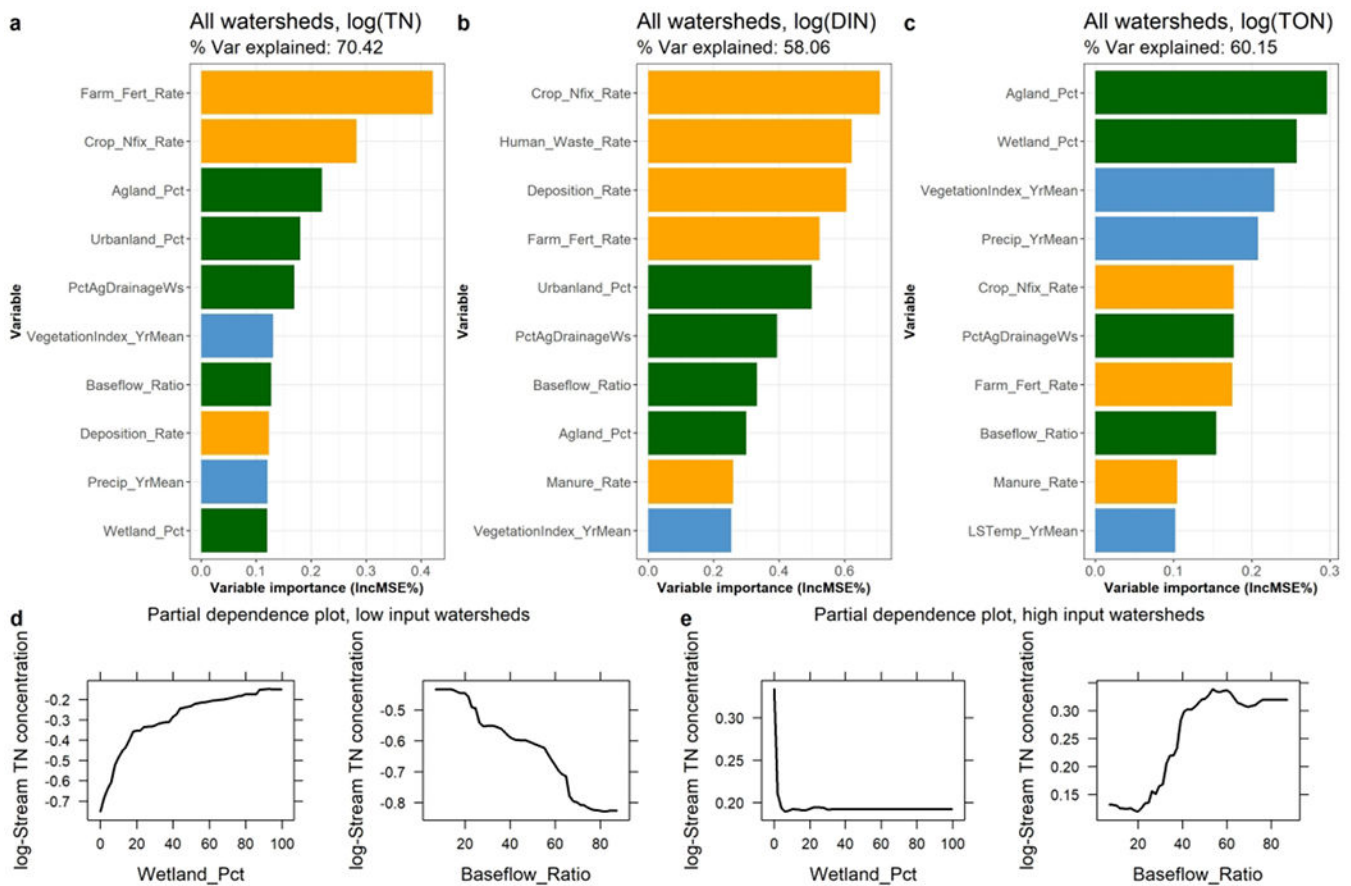 a
All watersheds, log(TN)
% Var explained: 70.42
Variable
Farm_Fert_Rate
Crop_Nfix_Rate
Agland_Pct
Urbanland_Pct
PctAgDrainageWs
VegetationIndex_YrMean
Baseflow_Ratio
Deposition_Rate
Precip_YrMean
Wetland_Pct
0.0 0.1 0.2 0.3 0.4
Variable importance (IncMSE%)
b
All watersheds, log(DIN)
% Var explained: 58.06
Variable
Crop_Nfix_Rate
Human_Waste_Rate
Deposition_Rate
Farm_Fert_Rate
Urbanland_Pct
PctAgDrainageWs
Baseflow_Ratio
Agland_Pct
Manure_Rate
VegetationIndex_YrMean
0.0 0.2 0.4 0.6
Variable importance (IncMSE%)
c
All watersheds, log(TON)
% Var explained: 60.15
Variable
Agland_Pct
Wetland_Pct
VegetationIndex_YrMean
Precip_YrMean
Crop_Nfix_Rate
PctAgDrainageWs
Farm_Fert_Rate
Baseflow_Ratio
Manure_Rate
LSTemp_YrMean
0.0 0.1 0.2 0.3
Variable importance (IncMSE%)
d
Partial dependence plot, low input watersheds
log-Stream TN concentration
-0.2
-0.3
-0.4
-0.5
-0.6
-0.7
0 20 40 60 80 100
Wetland_Pct
log-Stream TN concentration
-0.5
-0.6
-0.7
-0.8
20 40 60 80
Baseflow_Ratio
e
Partial dependence plot, high input watersheds
log-Stream TN concentration
0.30
0.25
0.20
0 20 40 60 80 100
Wetland_Pct
log-Stream TN concentration
0.30
0.25
0.20
0.15
20 40 60 80
Baseflow_Ratio